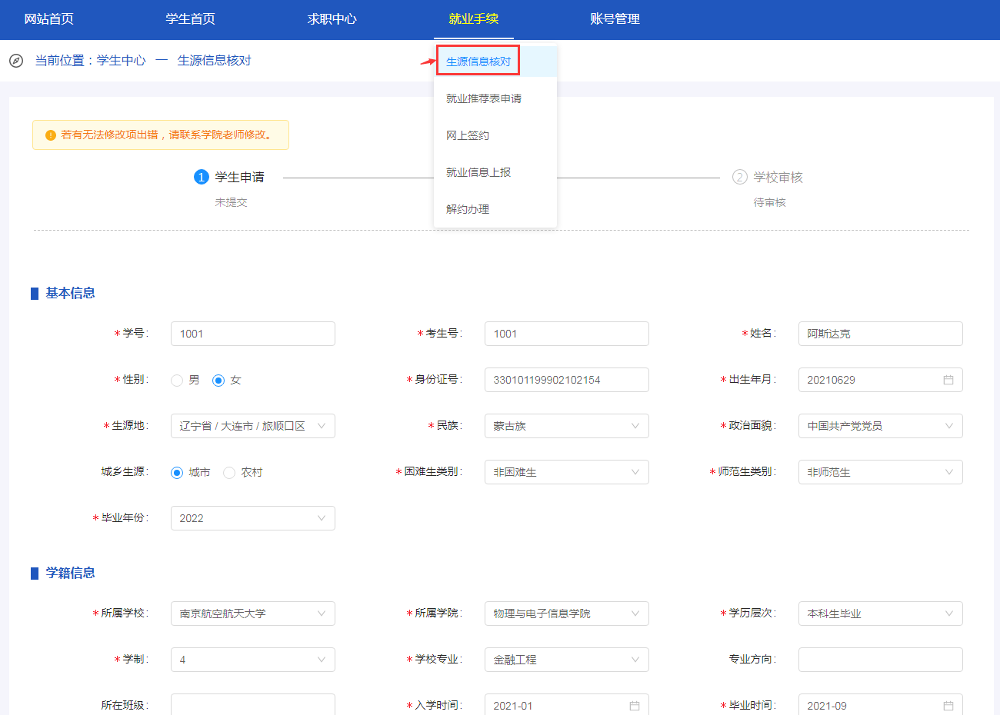 网站首页 学生首页 求职中心 就业手续 账号管理
当前位置：学生中心 一 生源信息核对
生源信息核对
就业推荐表申请
网上签约
就业信息上报
解约办理
若有无法修改项出错，请联系学院老师修改。
1 学生申请
未提交
2 学校审核
待审核
基本信息
*学号: 1001 *考生号: 1001 *姓名: 阿斯达克
*性别: 男 女 *身份证号: 330101199902102154 *出生年月: 20210629
*生源地: 辽宁省 / 大连市 / 旅顺口区 *民族: 蒙古族 *政治面貌: 中国共产党党员
城乡生源: 城市 农村 *困难生类别: 非困难生 *师范生类别: 非师范生
*毕业年份: 2022
学籍信息
*所属学校: 南京航空航天大学 *所属学院: 物理与电子信息学院 *学历层次: 本科生毕业
*学制: 4 *学校专业: 金融工程 专业方向:
所在班级: *入学时间: 2021-01 *毕业时间: 2021-09